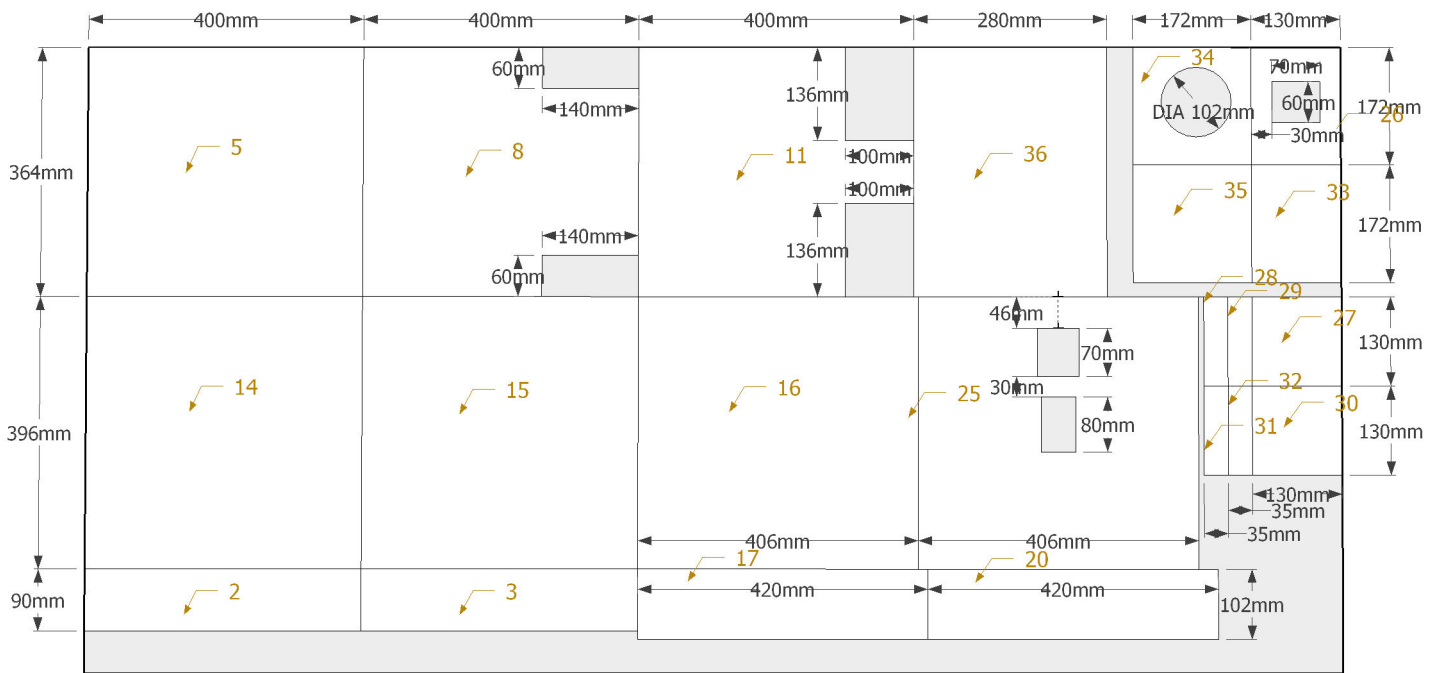 400mm 400mm 400mm 280mm 172mm 130mm
34
60mm 70mm
136mm 60mm
140mm DIA 102mm 172mm
26
30mm
5 8 11 100mm 36
364mm 100mm 35 33
172mm
140mm 136mm
60mm 28
29
46mm 27
70mm 130mm
30mm 32
14 15 16 25 30
396mm 80mm 31 130mm
130mm
35mm
406mm 406mm 35mm
17 20
2 3 420mm 420mm
90mm 102mm